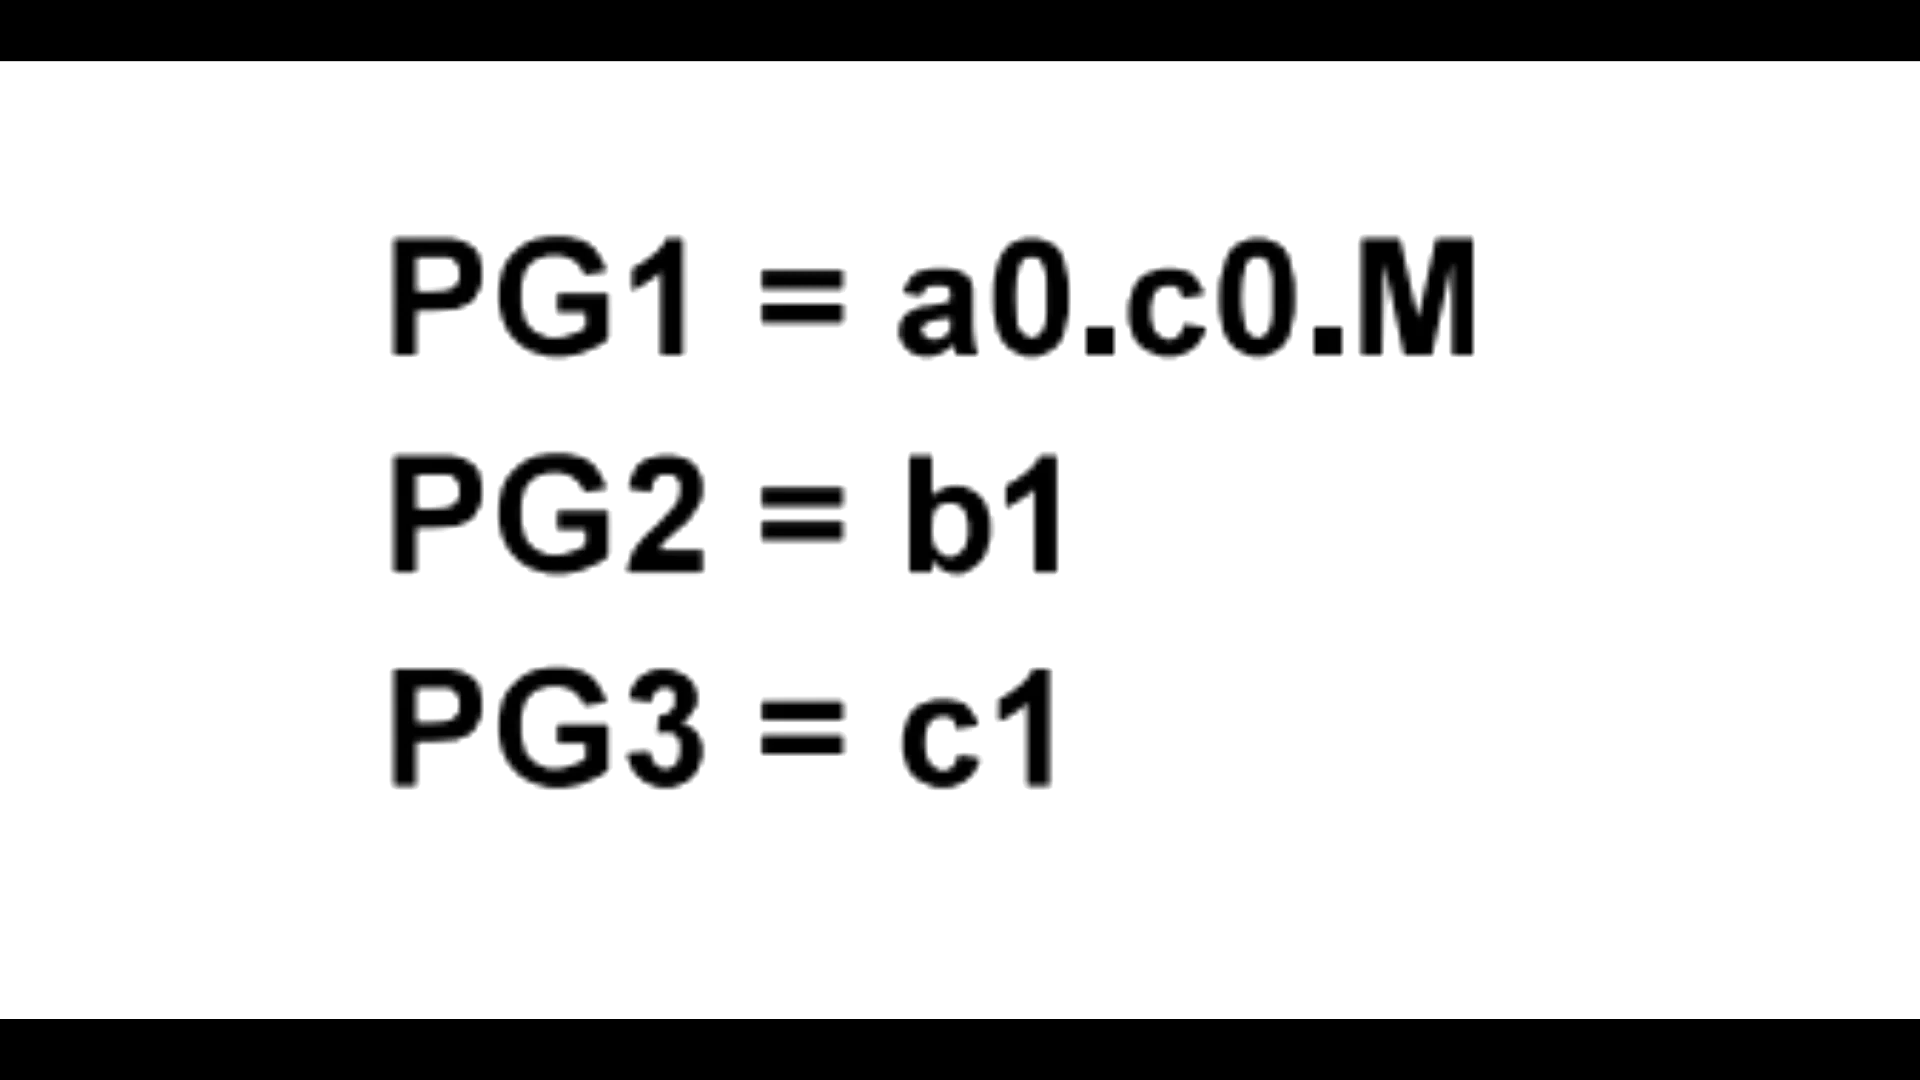 PG1 = a0.c0.M
PG2 = b1
PG3 = c1